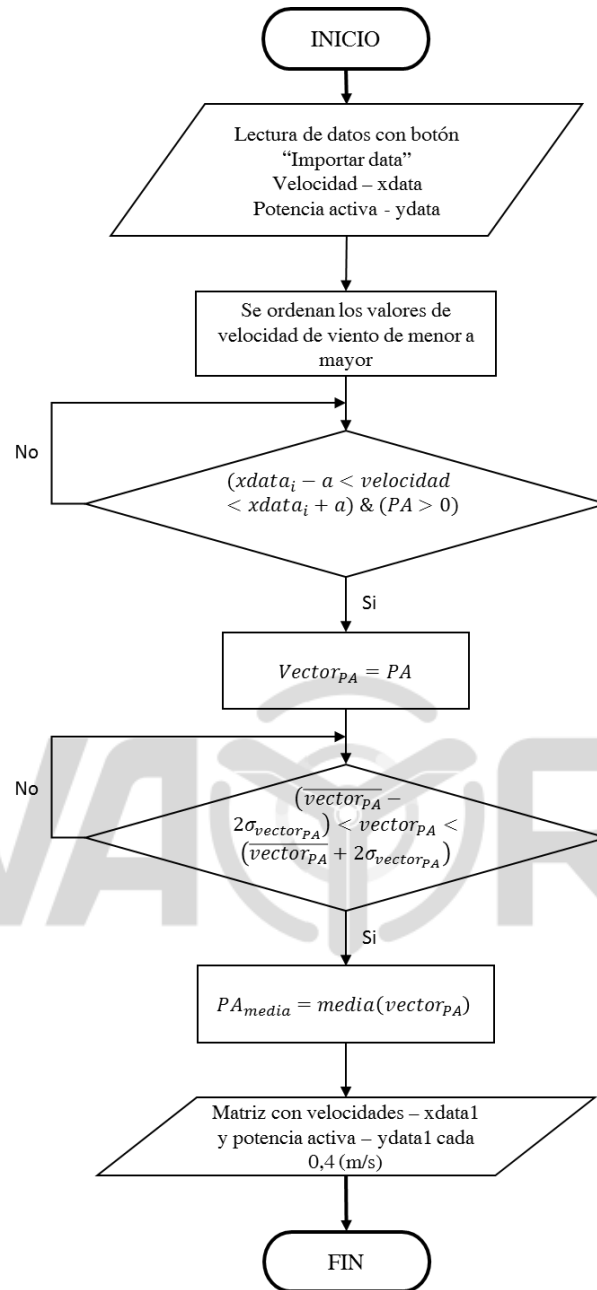 INICIO
Lectura de datos con botón
“Importar data”
Velocidad – xdata
Potencia activa - ydata
Se ordenan los valores de
velocidad de viento de menor a
mayor
No
(xdata_i − a < velocidad
< xdata_i + a) & (PA > 0)
Si
Vector_PA = PA
No
(\overline{vector_PA} −
2σ_vector_PA) < vector_PA <
(\overline{vector_PA} + 2σ_vector_PA)
Si
PA_media = media(vector_PA)
Matriz con velocidades – xdata1
y potencia activa – ydata1 cada
0,4 (m/s)
FIN